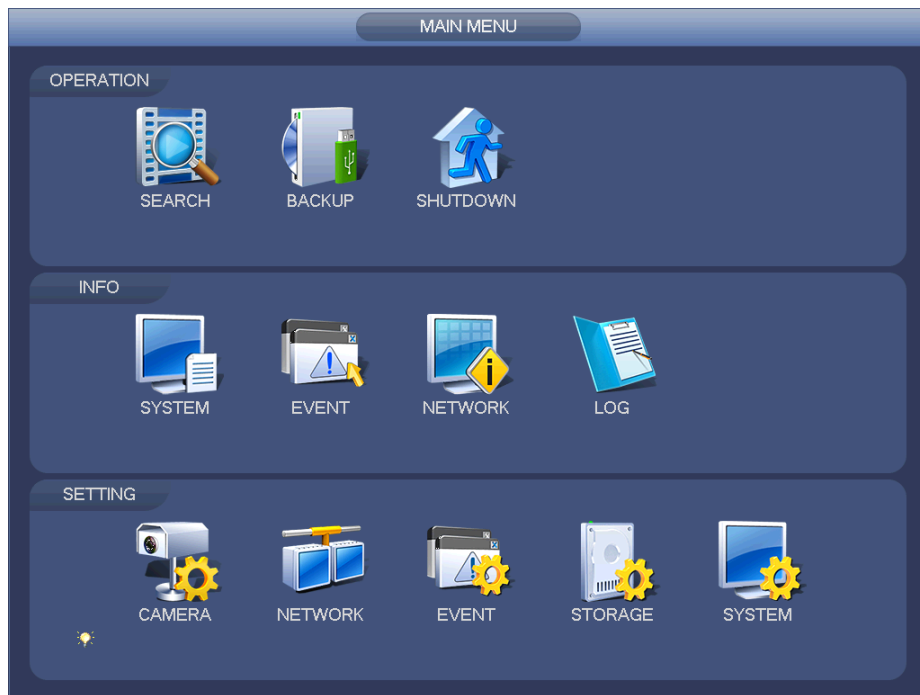 MAIN MENU
OPERATION
SEARCH BACKUP SHUTDOWN
INFO
SYSTEM EVENT NETWORK LOG
SETTING
CAMERA NETWORK EVENT STORAGE SYSTEM